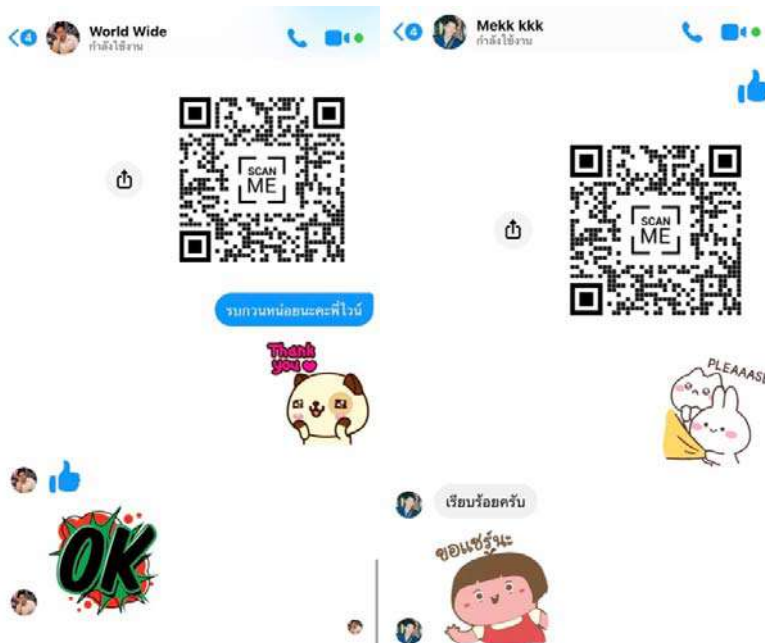 4
World Wide
กำลังใช้งาน
SCAN
ME
รบกวนหน่อยนะคะพี่ไวน์
Thank
you
OK
4
Mekk kkk
กำลังใช้งาน
SCAN
ME
PLEAAASE
เรียบร้อยครับ
ขอแชร์นะ